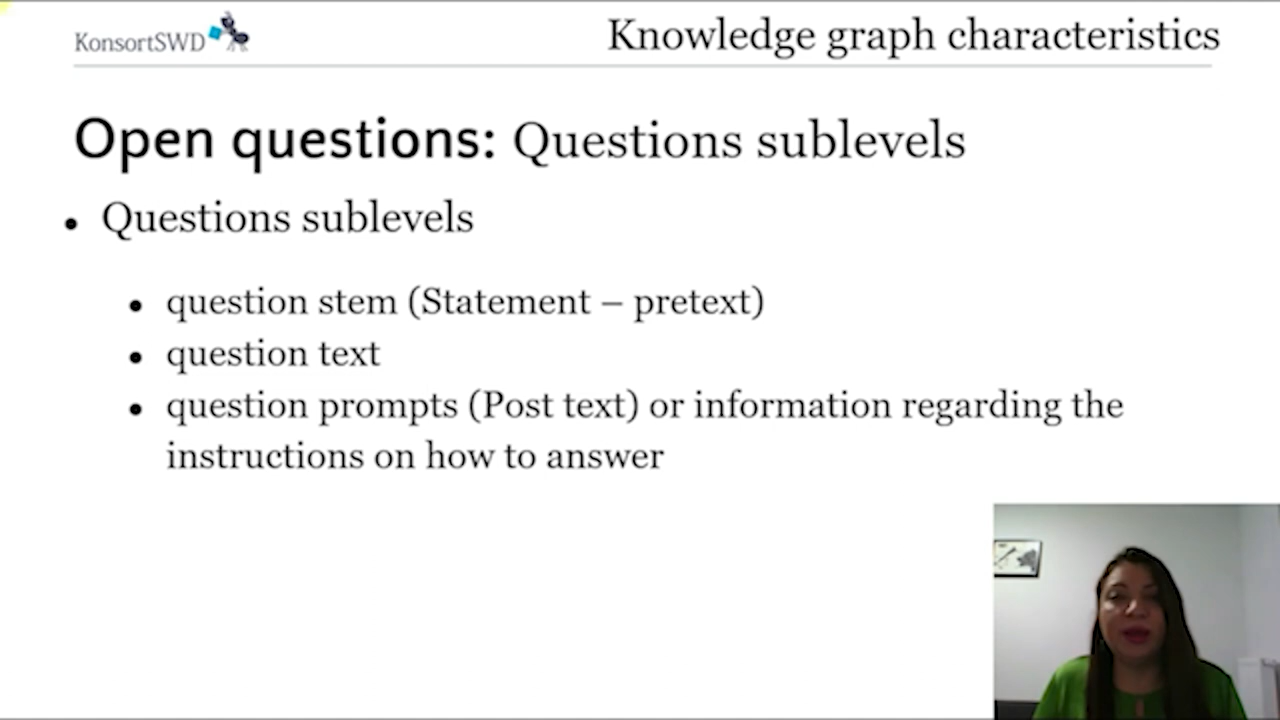 KonsortSWD
Knowledge graph characteristics
Open questions: Questions sublevels
• Questions sublevels
• question stem (Statement – pretext)
• question text
• question prompts (Post text) or information regarding the
instructions on how to answer